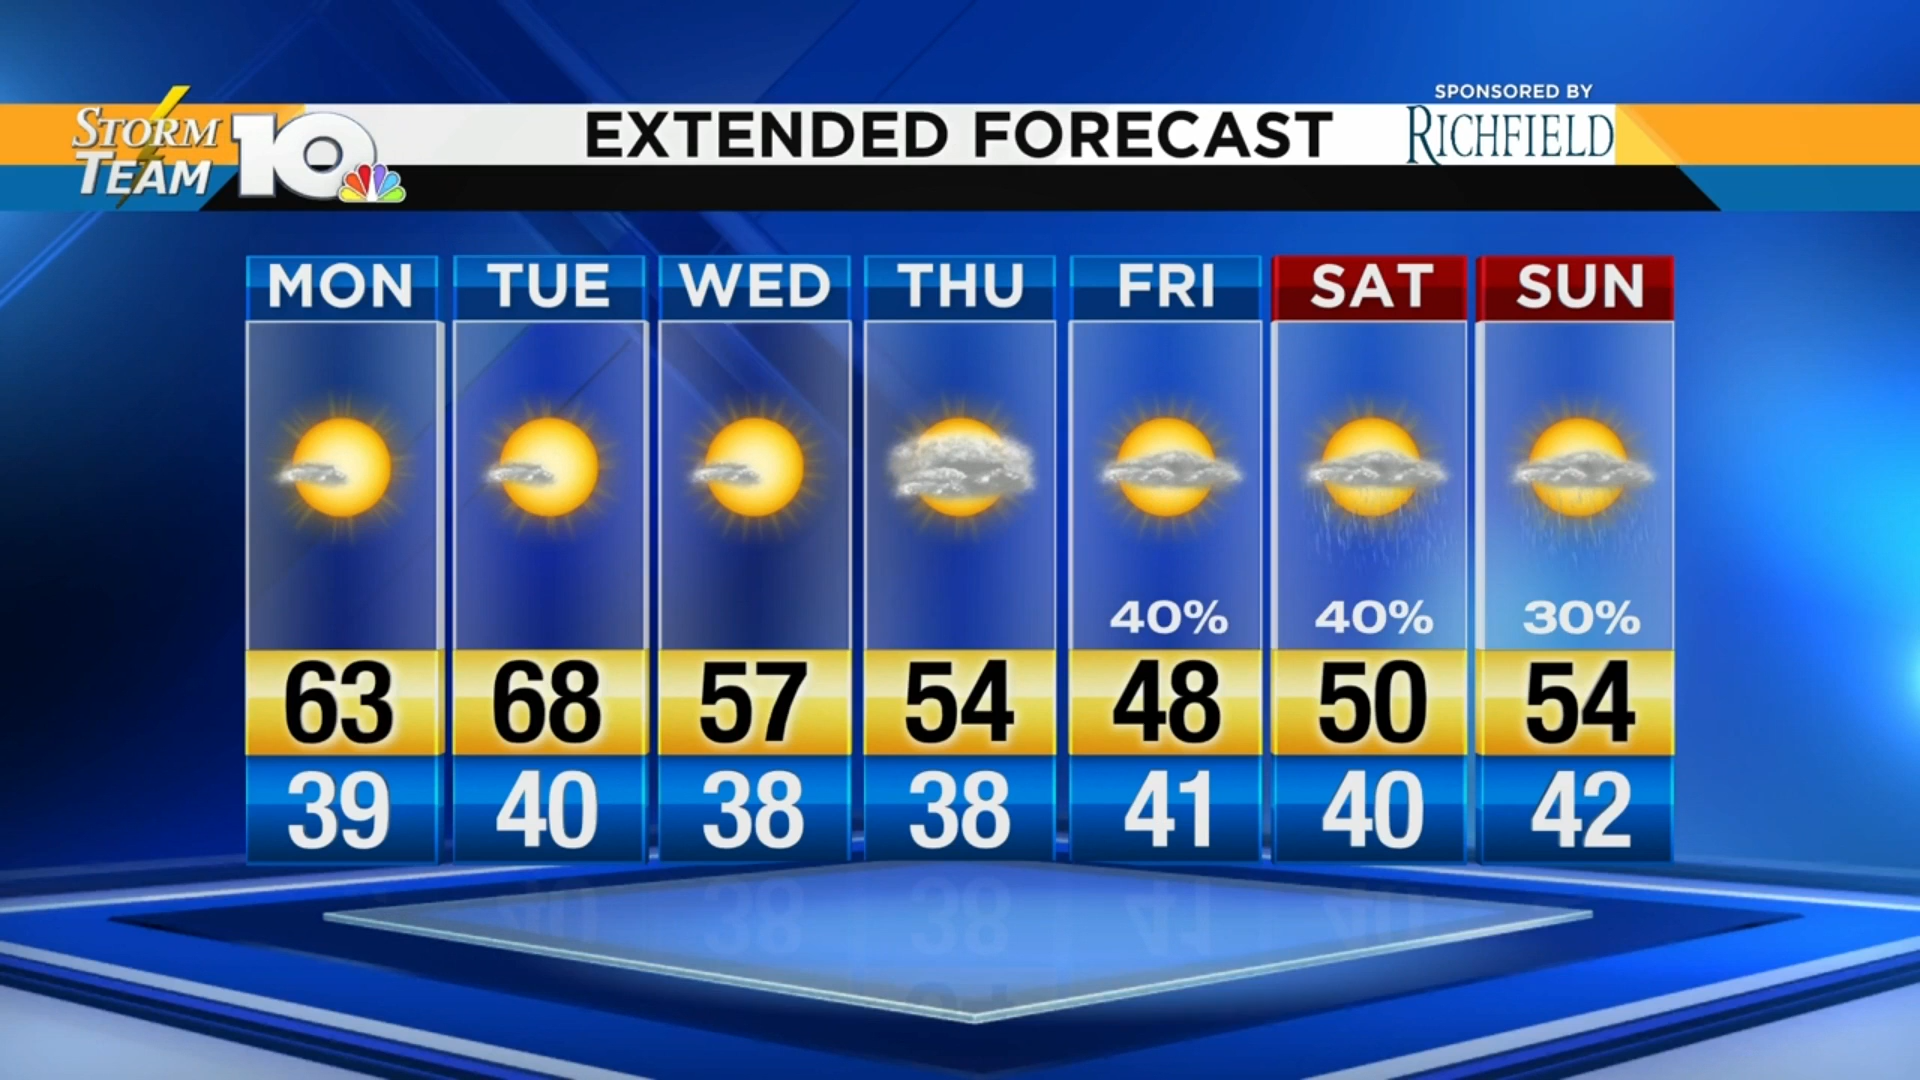 SPONSORED BY
STORM TEAM 10
EXTENDED FORECAST
RICHFIELD
MON TUE WED THU FRI SAT SUN
40% 40% 30%
63 68 57 54 48 50 54
39 40 38 38 41 40 42